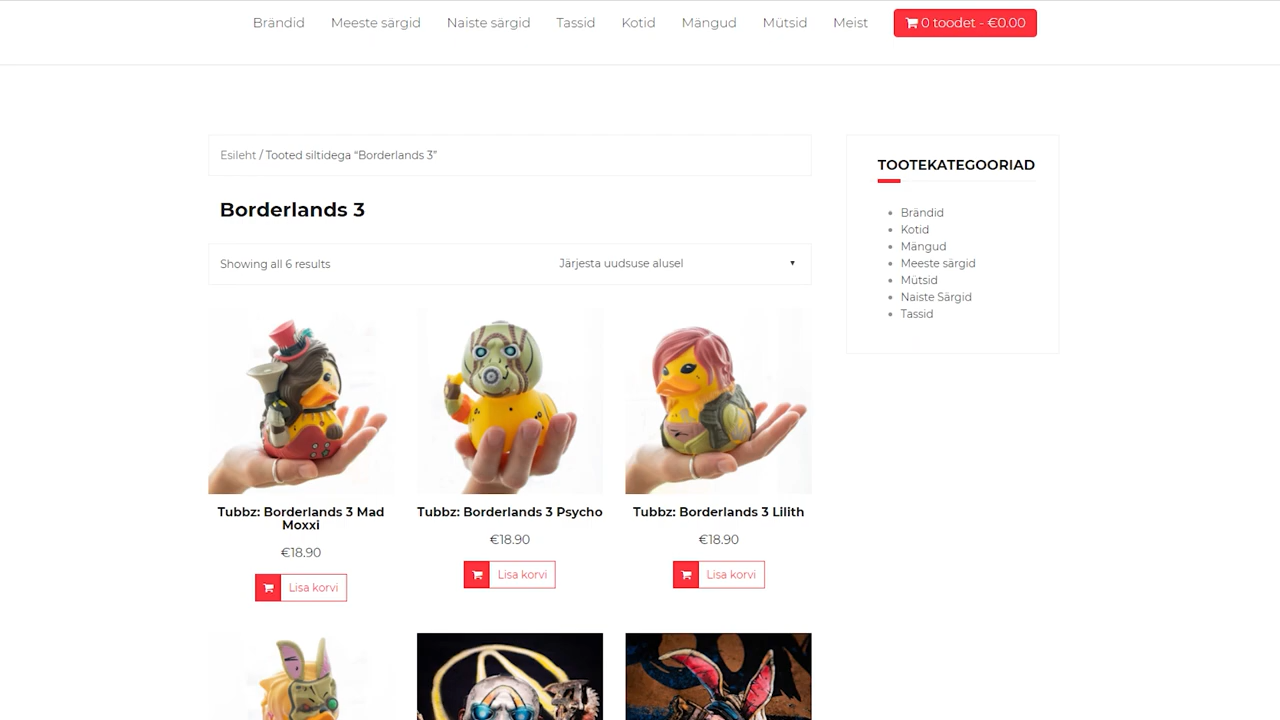 Brändid Meeste särgid Naiste särgid Tassid Kotid Mängud Mütsid Meist 0 toodet - €0.00
Esileht / Tooted siltidega “Borderlands 3”
Borderlands 3
Showing all 6 results
Järjesta uudsuse alusel
Tubbz: Borderlands 3 Mad
Moxxi
€18.90
Lisa korvi
Tubbz: Borderlands 3 Psycho
€18.90
Lisa korvi
Tubbz: Borderlands 3 Lilith
€18.90
Lisa korvi
TOOTEKATEGOORIAD
Brändid
Kotid
Mängud
Meeste särgid
Mütsid
Naiste Särgid
Tassid